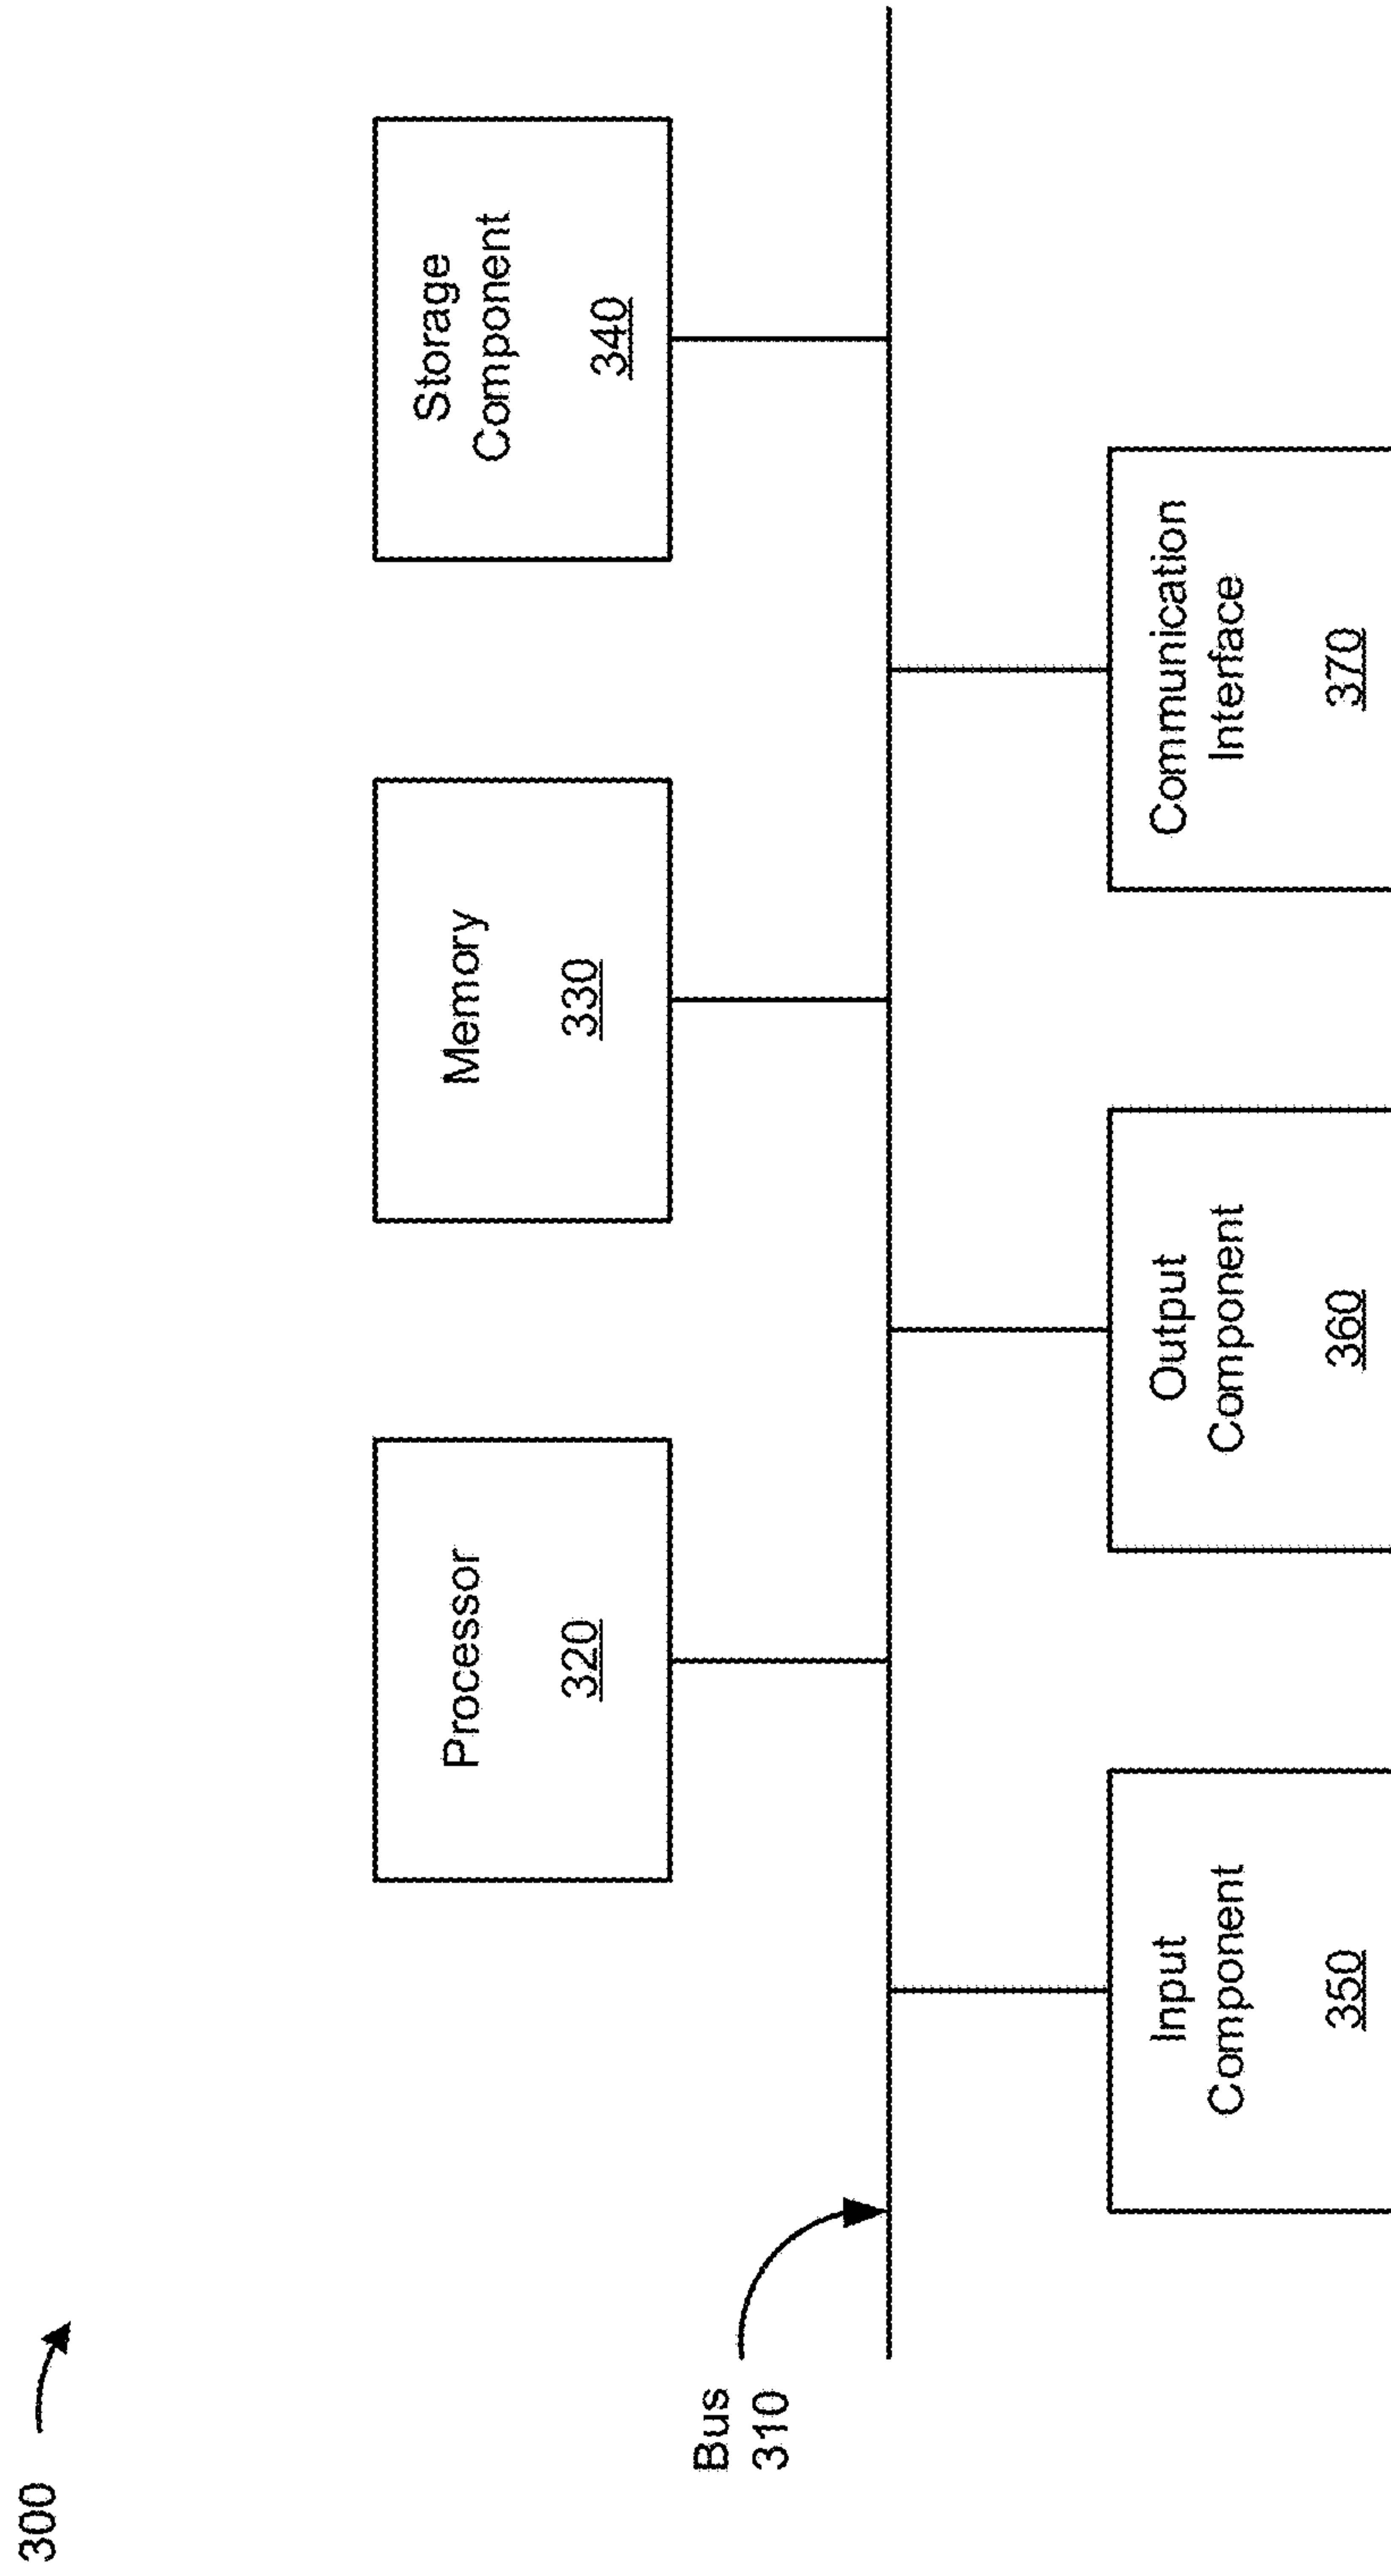 300
Processor
320
Memory
330
Storage
Component
340
Bus
310
Input
Component
350
Output
Component
360
Communication
Interface
370